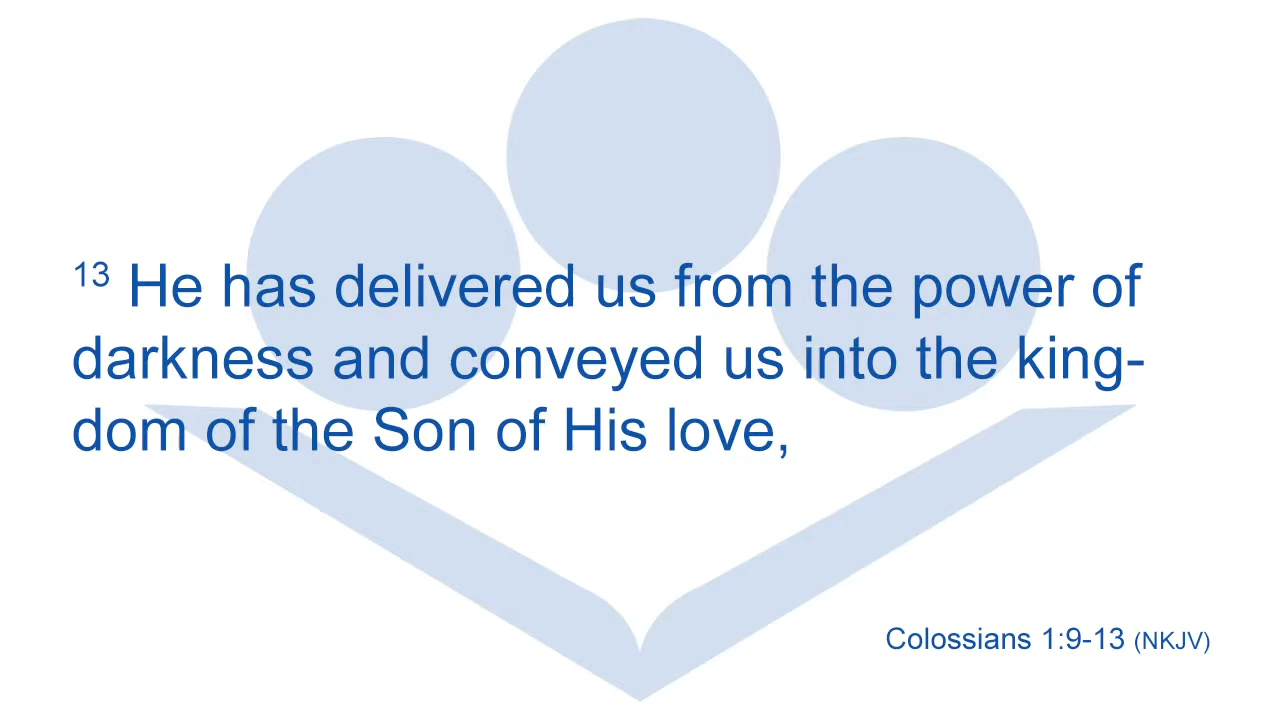 13 He has delivered us from the power of
darkness and conveyed us into the king-
dom of the Son of His love,
Colossians 1:9-13 (NKJV)